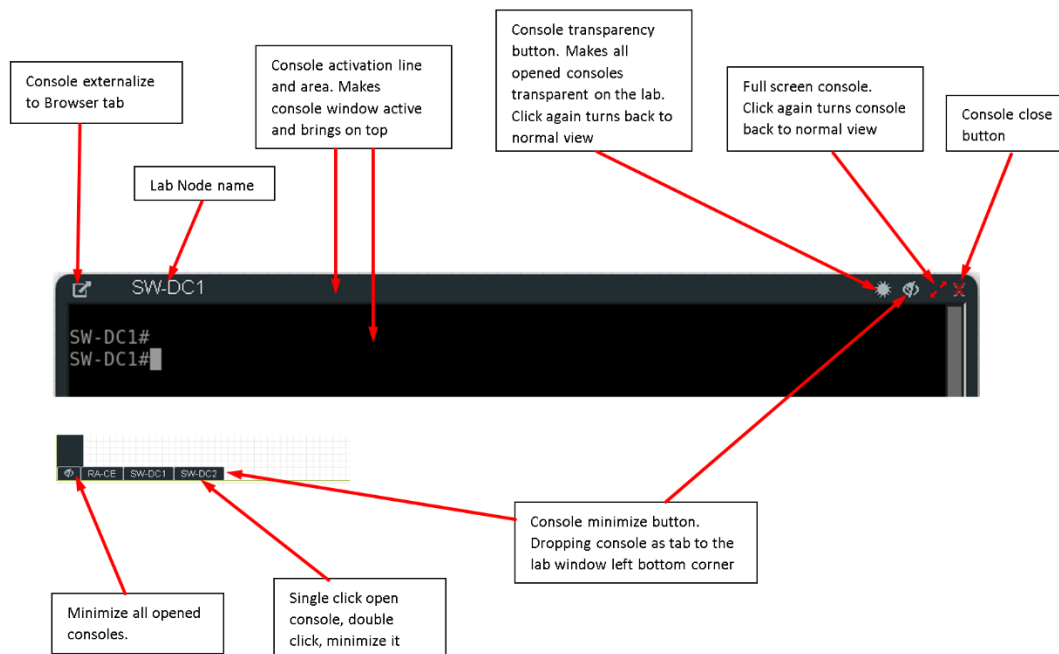 Console transparency
button. Makes all
opened consoles
transparent on the lab.
Click again turns back to
normal view
Console externalize
to Browser tab
Console activation line
and area. Makes
console window active
and brings on top
Full screen console.
Click again turns console
back to normal view
Console close
button
Lab Node name
SW-DC1
SW-DC1#
SW-DC1#
RA-CE SW-DC1 SW-DC2
Console minimize button.
Dropping console as tab to the
lab window left bottom corner
Minimize all opened
consoles.
Single click open
console, double
click, minimize it